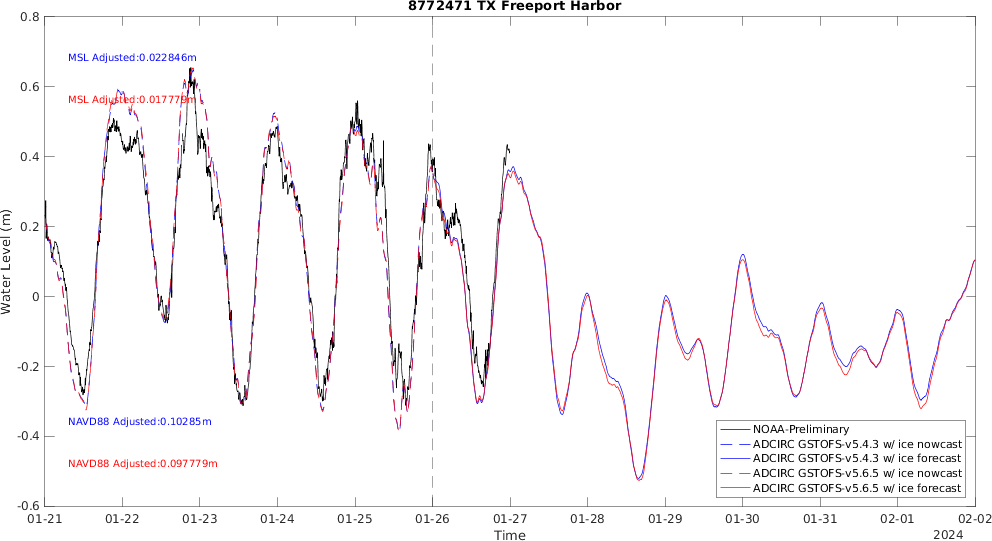 8772471 TX Freeport Harbor
0.8
0.6
0.4
0.2
0
-0.2
-0.4
-0.6
Water Level (m)
MSL Adjusted:0.022846m
MSL Adjusted:0.017779m
NAVD88 Adjusted:0.10285m
NAVD88 Adjusted:0.097779m
NOAA-Preliminary
ADCIRC GSTOFS-v5.4.3 w/ ice nowcast
ADCIRC GSTOFS-v5.4.3 w/ ice forecast
ADCIRC GSTOFS-v5.6.5 w/ ice nowcast
ADCIRC GSTOFS-v5.6.5 w/ ice forecast
01-21 01-22 01-23 01-24 01-25 01-26 01-27 01-28 01-29 01-30 01-31 02-01 02-02
Time
2024